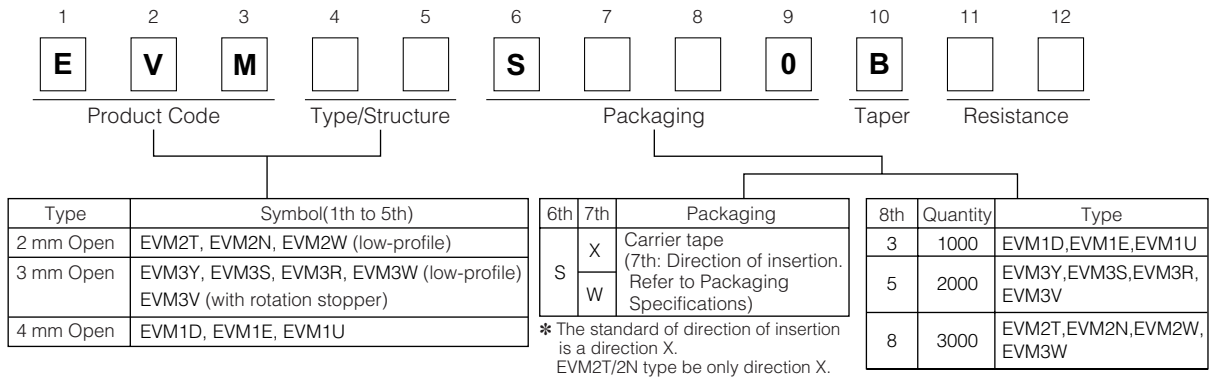 1 2 3 4 5 6 7 8 9 10 11 12
E V M S 0 B
Product Code Type/Structure Packaging Taper Resistance
Type Symbol(1th to 5th)
2 mm Open EVM2T, EVM2N, EVM2W (low-profile)
3 mm Open EVM3Y, EVM3S, EVM3R, EVM3W (low-profile)
EVM3V (with rotation stopper)
4 mm Open EVM1D, EVM1E, EVM1U
6th 7th Packaging
S X W
Carrier tape
(7th: Direction of insertion.
Refer to Packaging
Specifications)
✻ The standard of direction of insertion
is a direction X.
EVM2T/2N type be only direction X.
8th Quantity Type
3 1000 EVM1D,EVM1E,EVM1U
5 2000 EVM3Y,EVM3S,EVM3R,
EVM3V
8 3000 EVM2T,EVM2N,EVM2W,
EVM3W